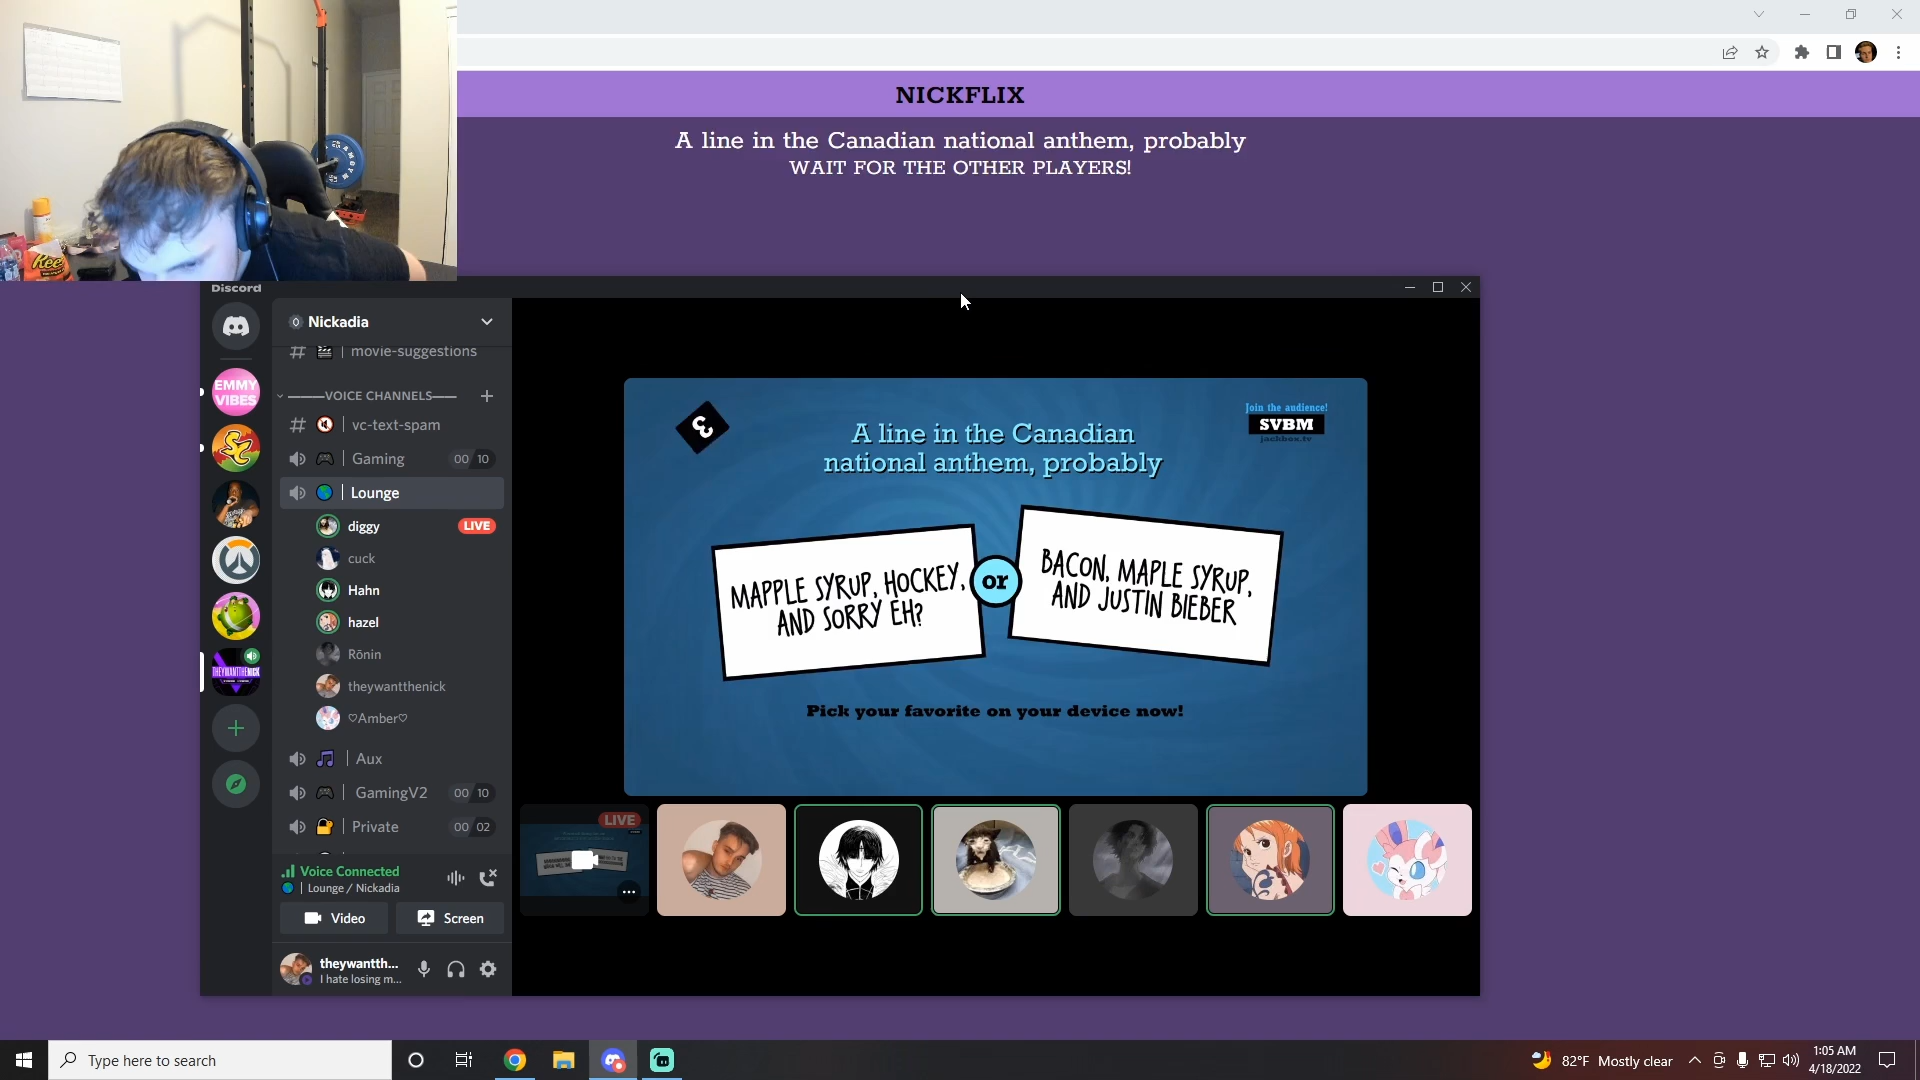 NICKFLIX
A line in the Canadian national anthem, probably
WAIT FOR THE OTHER PLAYERS!
Discord
Nickadia
movie-suggestions
EMMY
VIBES
VOICE CHANNELS
vc-text-spam
Gaming 00 10
Lounge
diggy LIVE
cuck
Hahn
hazel
Rōnin
THEYWANTTHENICK
theywantthenick
♡Amber♡
Aux
GamingV2 00 10
Private 00 02
Voice Connected
Lounge / Nickadia
Video Screen
theywantth...
I hate losing m...
A line in the Canadian
national anthem, probably
Join the audience!
SVBM
jackbox.tv
MAPPLE SYRUP, HOCKEY,
AND SORRY EH?
or
BACON, MAPLE SYRUP,
AND JUSTIN BIEBER
Pick your favorite on your device now!
LIVE
Type here to search
82°F Mostly clear
1:05 AM
4/18/2022